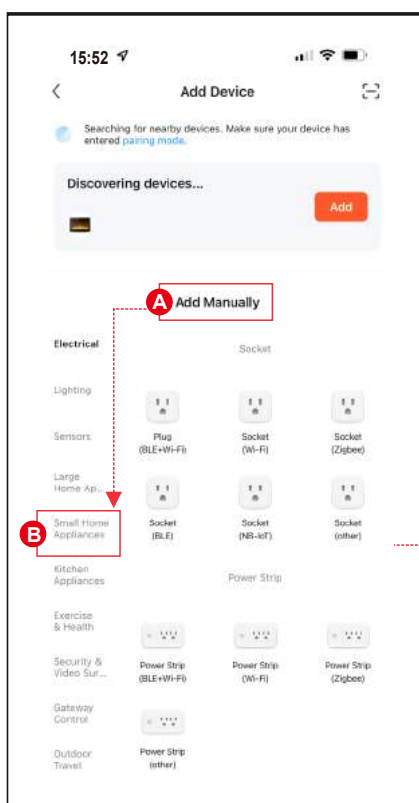 15:52
Add Device
Searching for nearby devices. Make sure your device has
entered pairing mode.
Discovering devices...
Add
A
Add Manually
Electrical
Socket
Lighting
Sensors
Plug
(BLE+Wi-Fi)
Socket
(Wi-Fi)
Socket
(Zigbee)
Large
Home Ap...
B
Small Home
Appliances
Socket
(BLE)
Socket
(NB-IoT)
Socket
(other)
Kitchen
Appliances
Power Strip
Exercise
& Health
Security &
Video Sur...
Power Strip
(BLE+Wi-Fi)
Power Strip
(Wi-Fi)
Power Strip
(Zigbee)
Gateway
Control
Outdoor
Travel
Power Strip
(other)